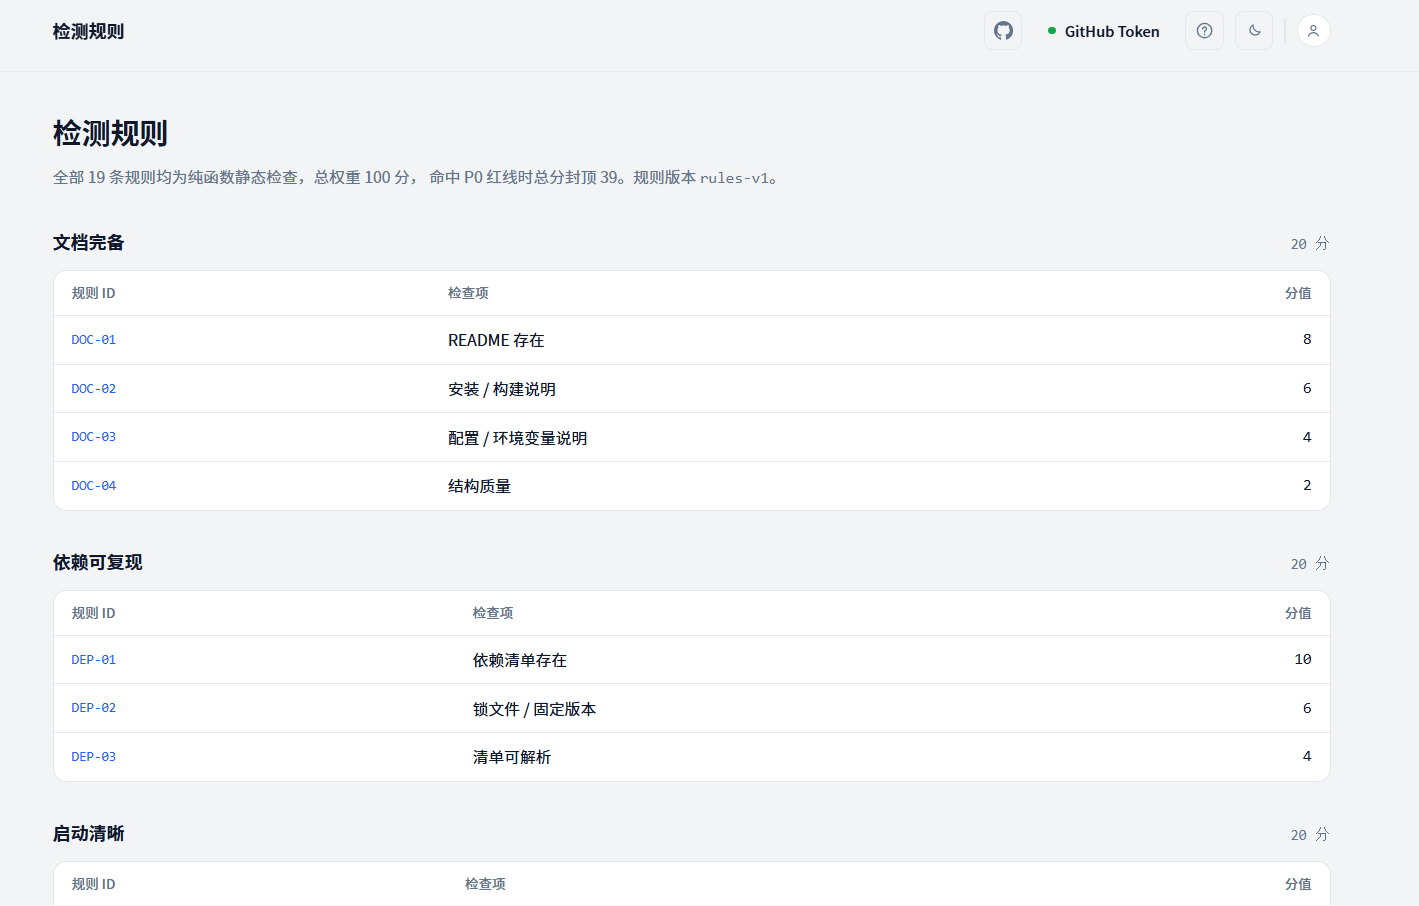 检测规则
GitHub Token
检测规则
全部 19 条规则均为纯函数静态检查，总权重 100 分， 命中 P0 红线时总分封顶 39。规则版本 rules-v1。
文档完备 20 分
规则 ID 检查项 分值
DOC-01 README 存在 8
DOC-02 安装 / 构建说明 6
DOC-03 配置 / 环境变量说明 4
DOC-04 结构质量 2
依赖可复现 20 分
规则 ID 检查项 分值
DEP-01 依赖清单存在 10
DEP-02 锁文件 / 固定版本 6
DEP-03 清单可解析 4
启动清晰 20 分
规则 ID 检查项 分值